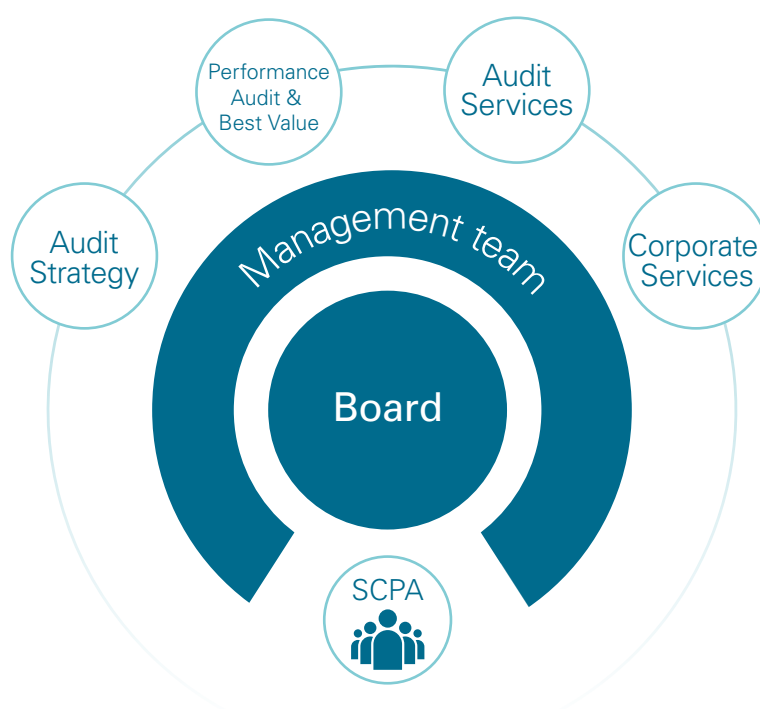 Performance
Audit &
Best Value
Audit
Services
Audit
Strategy
Management team
Corporate
Services
Board
SCPA